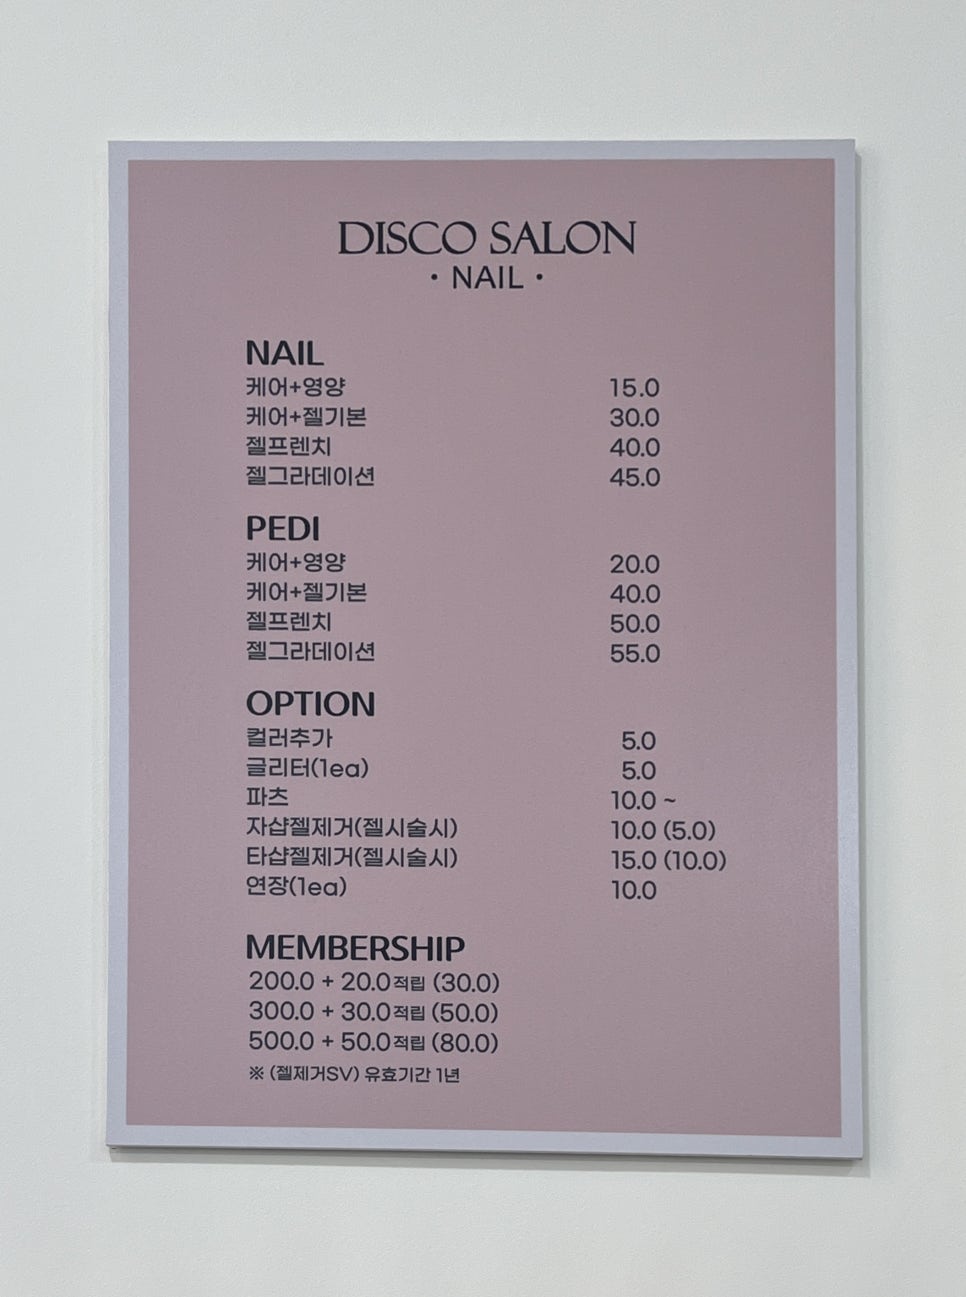 DISCO SALON
· NAIL ·
NAIL
케어+영양 15.0
케어+젤기본 30.0
젤프렌치 40.0
젤그라데이션 45.0
PEDI
케어+영양 20.0
케어+젤기본 40.0
젤프렌치 50.0
젤그라데이션 55.0
OPTION
컬러추가 5.0
글리터(1ea) 5.0
파츠 10.0 ~
자샵젤제거(젤시술시) 10.0 (5.0)
타샵젤제거(젤시술시) 15.0 (10.0)
연장(1ea) 10.0
MEMBERSHIP
200.0 + 20.0적립 (30.0)
300.0 + 30.0적립 (50.0)
500.0 + 50.0적립 (80.0)
※ (젤제거SV) 유효기간 1년